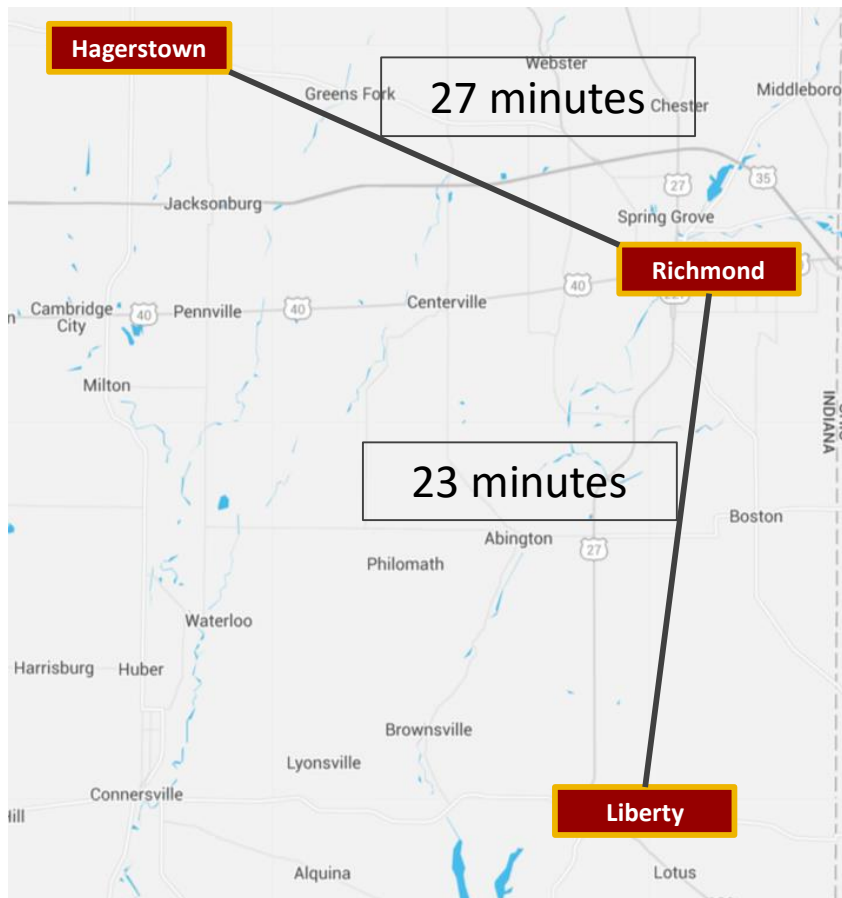 Hagerstown
Webster
27 minutes
Greens Fork
Chester
Middleboro
27
35
Jacksonburg
Spring Grove
Richmond
40
Cambridge
City
40
Pennville
40
Centerville
Milton
INDIANA
23 minutes
Boston
Abington
27
Philomath
Waterloo
Harrisburg
Huber
Brownsville
Lyonsville
Connersville
Liberty
Alquina
Lotus